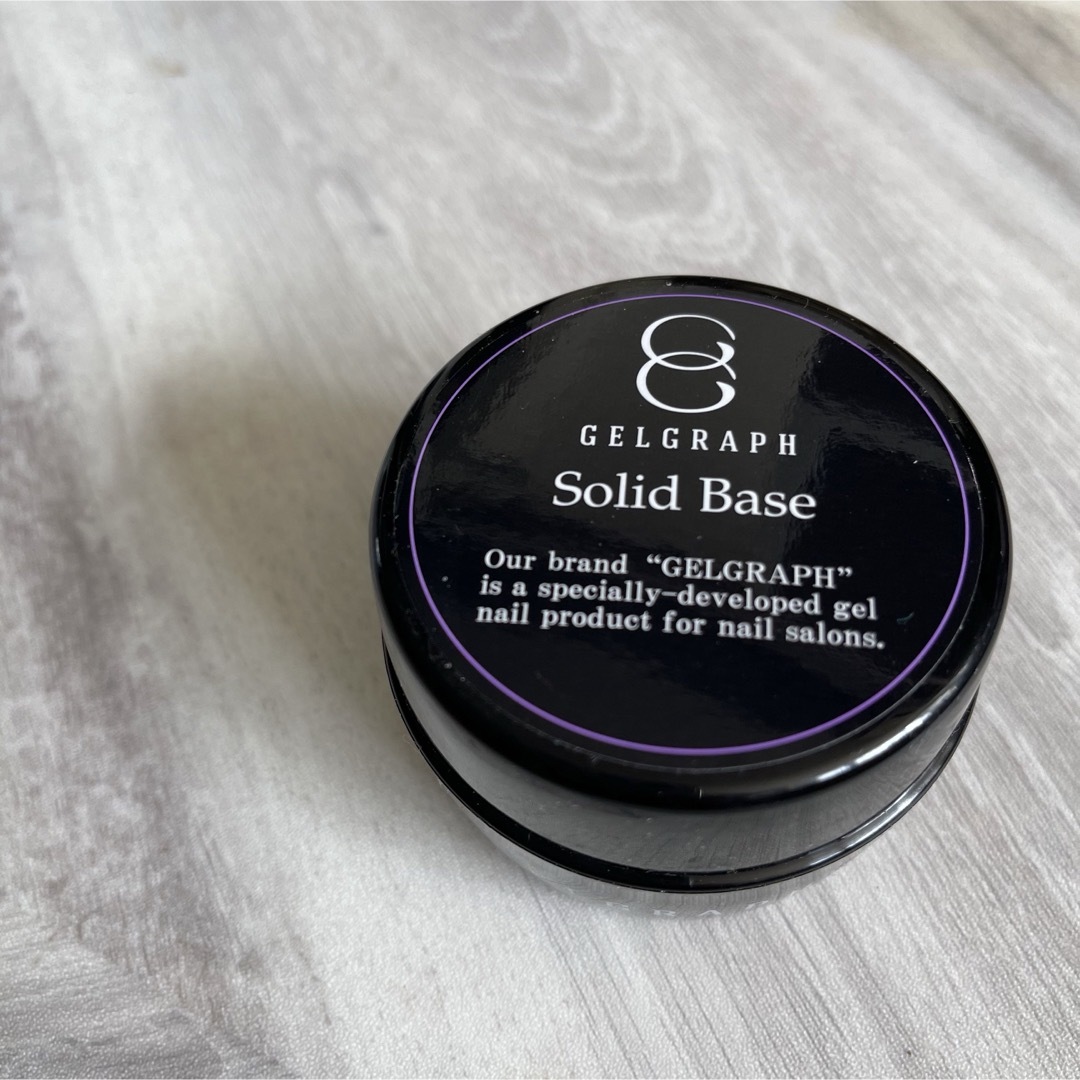 GELGRAPH
Solid Base
Our brand “GELGRAPH”
is a specially-developed gel
nail product for nail salons.